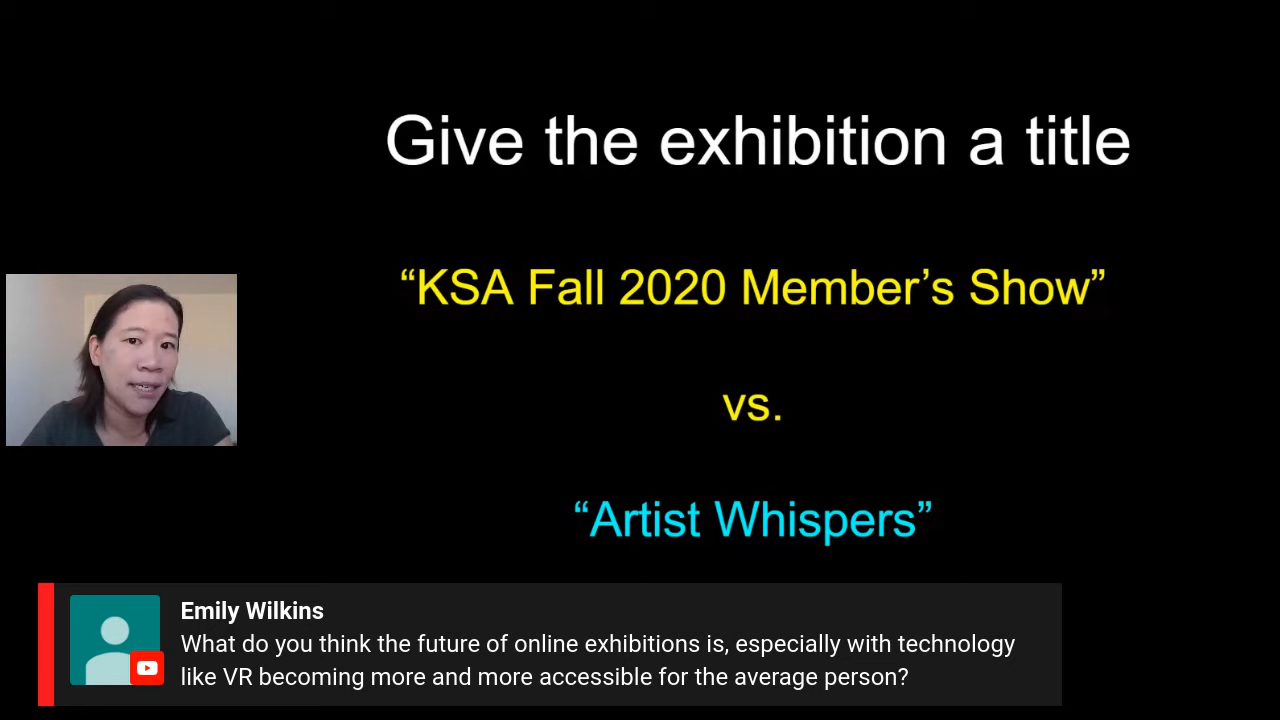 Give the exhibition a title
“KSA Fall 2020 Member’s Show”
vs.
“Artist Whispers”
Emily Wilkins
What do you think the future of online exhibitions is, especially with technology
like VR becoming more and more accessible for the average person?